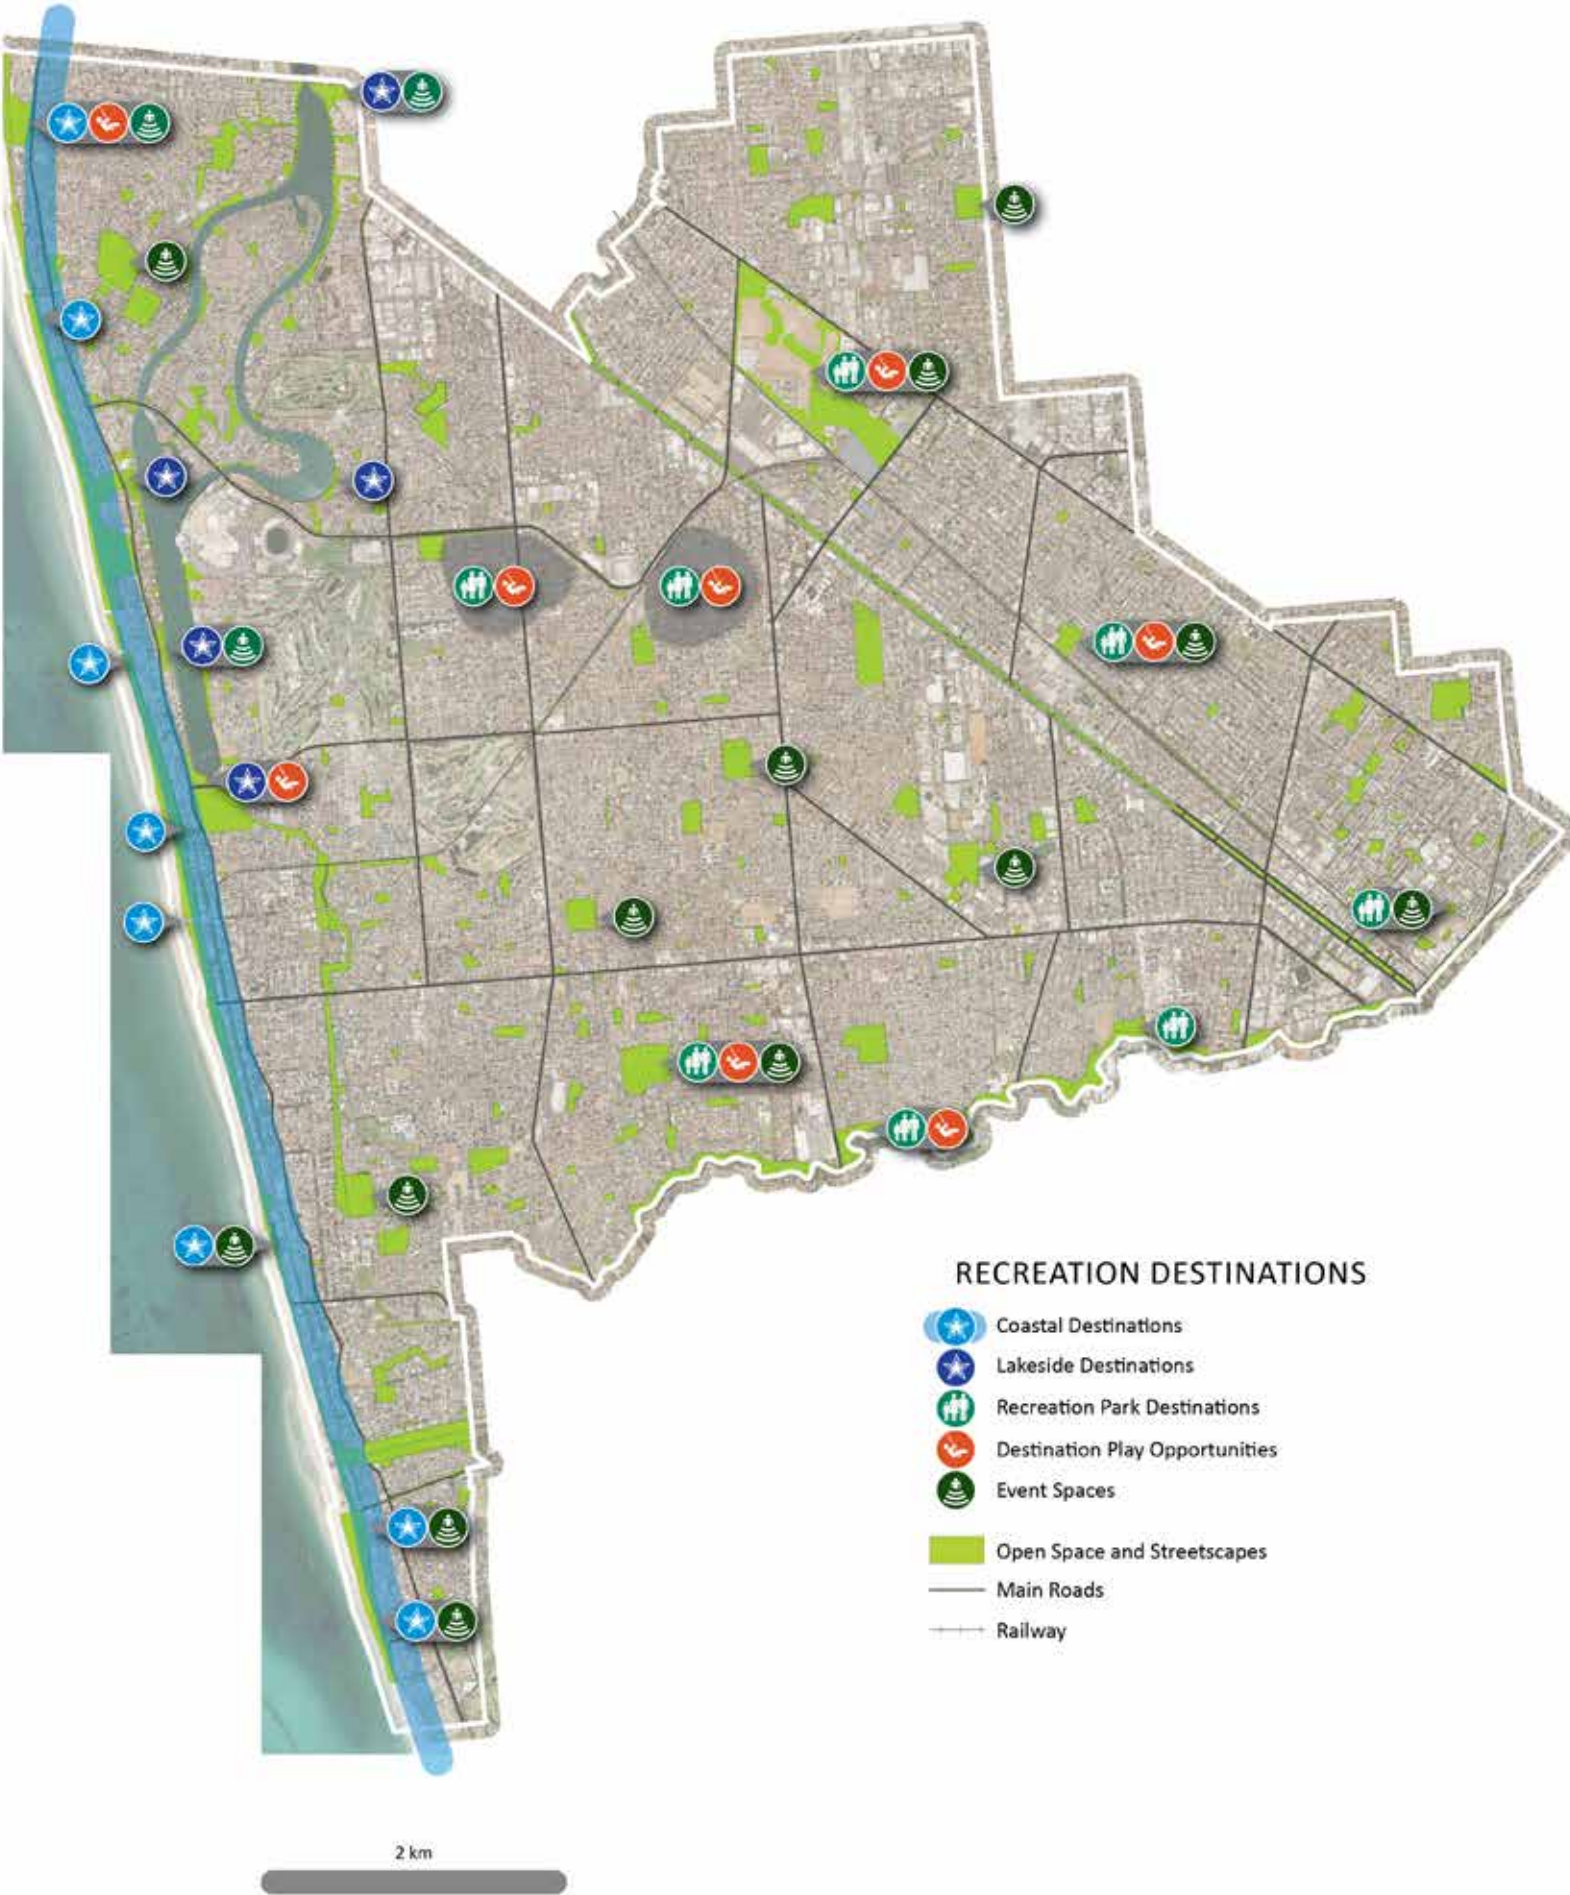 RECREATION DESTINATIONS
Coastal Destinations
Lakeside Destinations
Recreation Park Destinations
Destination Play Opportunities
Event Spaces
Open Space and Streetscapes
Main Roads
Railway
2 km